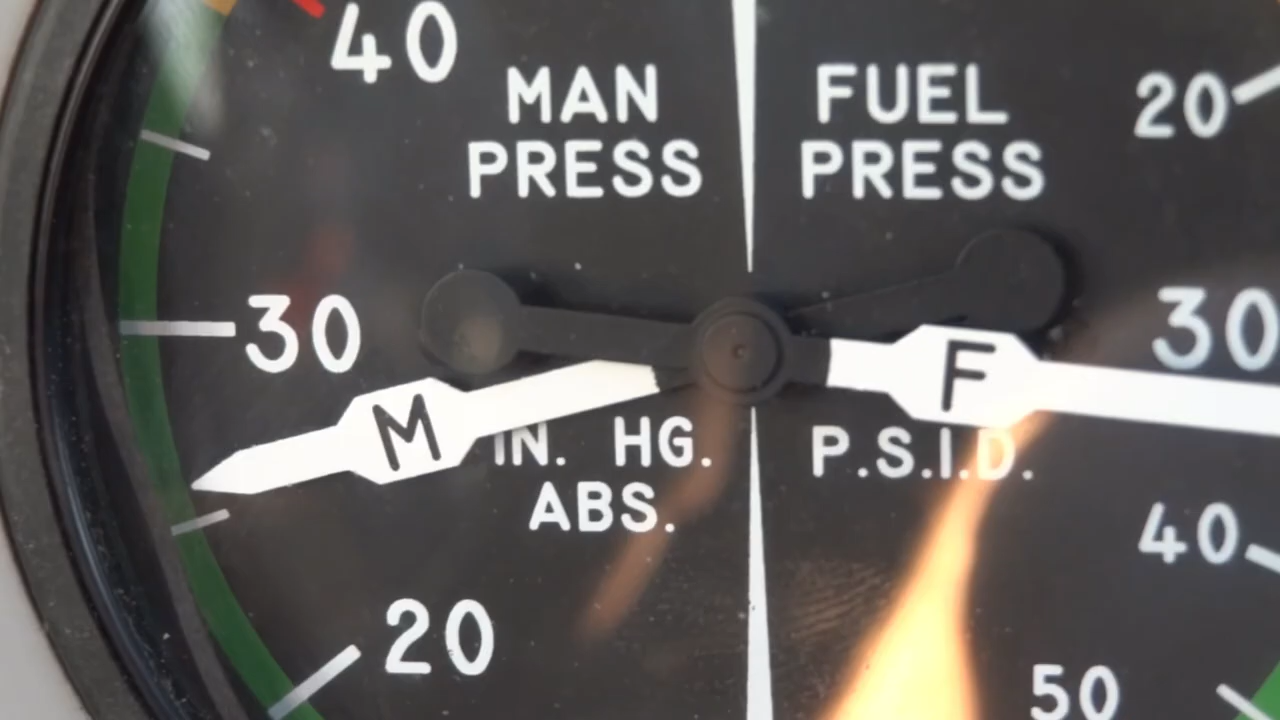 40
MAN
PRESS
FUEL
PRESS
20
30
30
M
F
IN. HG.
ABS.
P.S.I.D.
40
20
50